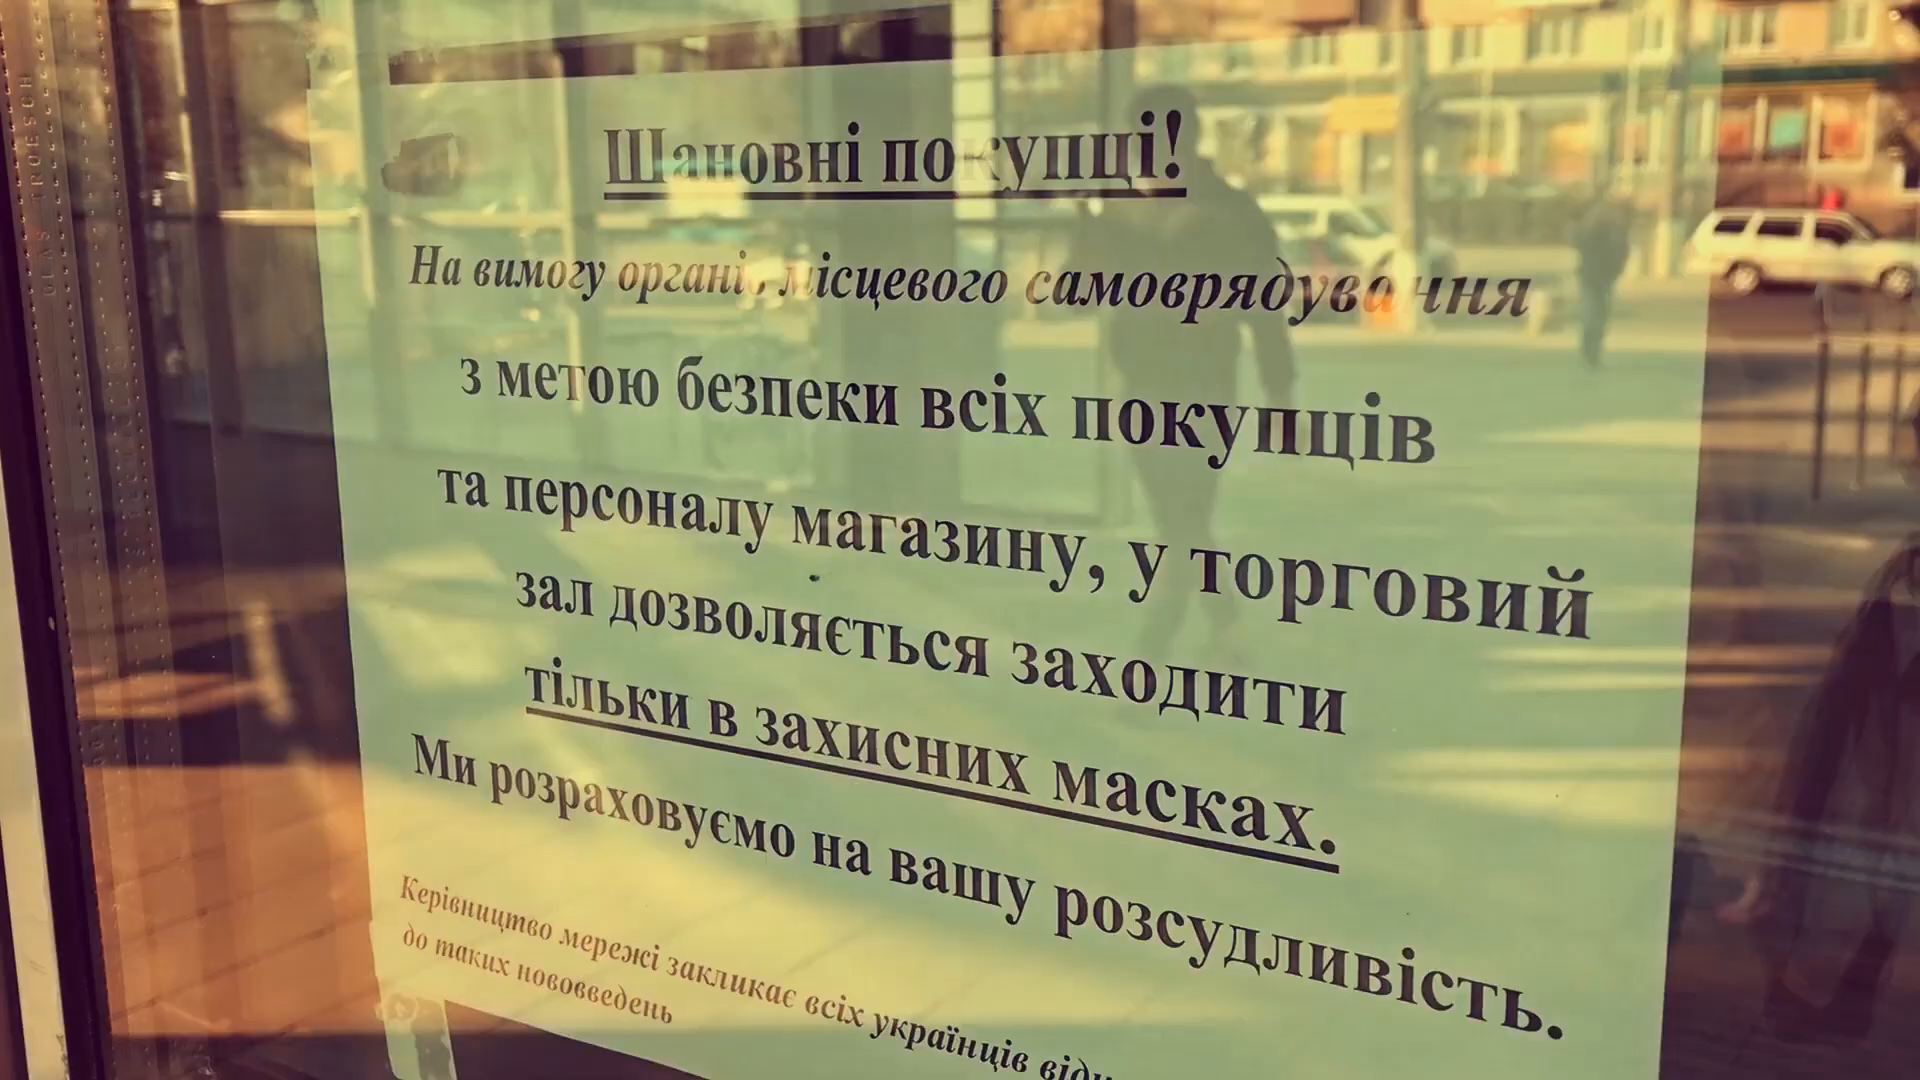 Шановні покупці!
На вимогу органів місцевого самоврядування
з метою безпеки всіх покупців
та персоналу магазину, у торговий
зал дозволяється заходити
тільки в захисних масках.
Ми розраховуємо на вашу розсудливість.
Керівництво мережі закликає всіх українців
до таких нововведень